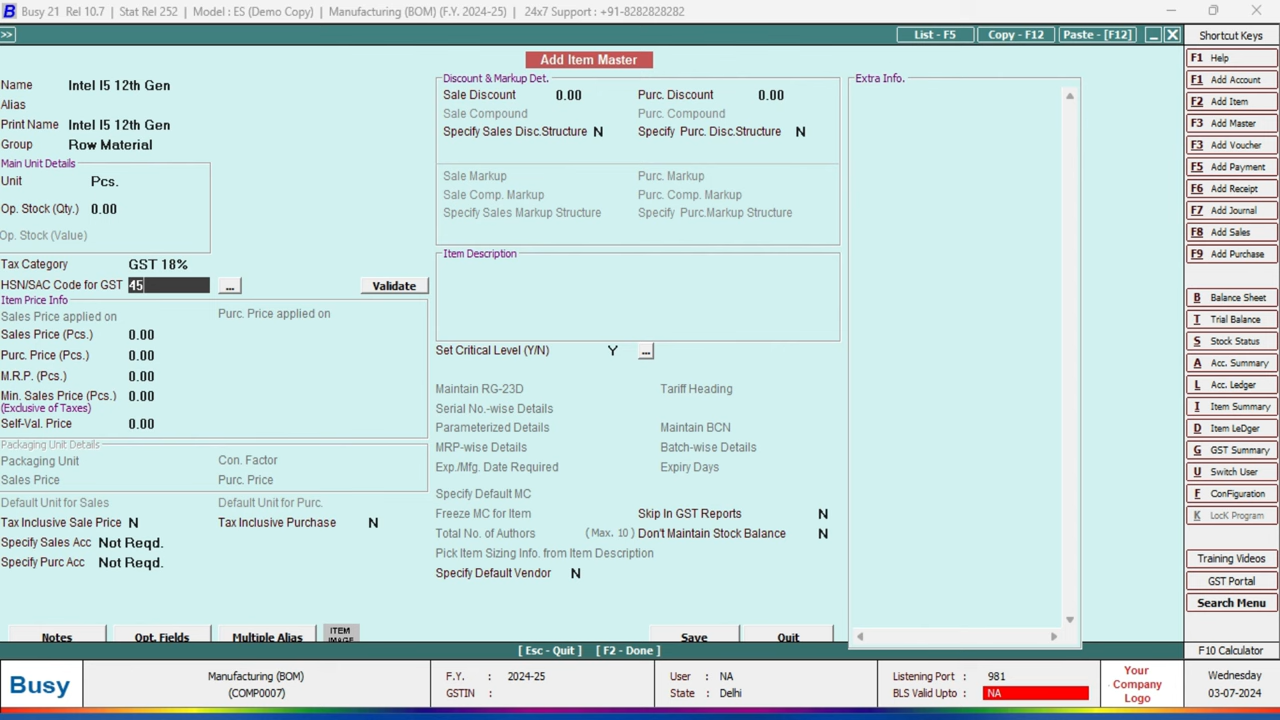 Busy 21 Rel 10.7 | Stat Rel 252 | Model : ES (Demo Copy) | Manufacturing (BOM) (F.Y. 2024-25) | 24x7 Support : +91-8282828282
>> List - F5 Copy - F12 Paste - [F12] Shortcut Keys
Add Item Master
Name Intel I5 12th Gen
Alias
Print Name Intel I5 12th Gen
Group Row Material
Main Unit Details
Unit Pcs.
Op. Stock (Qty.) 0.00
Op. Stock (Value)
Tax Category GST 18%
HSN/SAC Code for GST 45 ... Validate
Item Price Info
Sales Price applied on Purc. Price applied on
Sales Price (Pcs.) 0.00
Purc. Price (Pcs.) 0.00
M.R.P. (Pcs.) 0.00
Min. Sales Price (Pcs.) 0.00
(Exclusive of Taxes)
Self-Val. Price 0.00
Packaging Unit Details
Packaging Unit Con. Factor
Sales Price Purc. Price
Default Unit for Sales Default Unit for Purc.
Tax Inclusive Sale Price N Tax Inclusive Purchase N
Specify Sales Acc Not Reqd.
Specify Purc Acc Not Reqd.
Notes Opt. Fields Multiple Alias ITEM IMAGE
Discount & Markup Det.
Sale Discount 0.00 Purc. Discount 0.00
Sale Compound Purc. Compound
Specify Sales Disc.Structure N Specify Purc. Disc.Structure N
Sale Markup Purc. Markup
Sale Comp. Markup Purc. Comp. Markup
Specify Sales Markup Structure Specify Purc.Markup Structure
Item Description
Set Critical Level (Y/N) Y ...
Maintain RG-23D Tariff Heading
Serial No.-wise Details
Parameterized Details Maintain BCN
MRP-wise Details Batch-wise Details
Exp./Mfg. Date Required Expiry Days
Specify Default MC
Freeze MC for Item Skip In GST Reports N
Total No. of Authors (Max. 10) Don't Maintain Stock Balance N
Pick Item Sizing Info. from Item Description
Specify Default Vendor N
Save Quit
Extra Info.
F1 Help
F1 Add Account
F2 Add Item
F3 Add Master
F3 Add Voucher
F5 Add Payment
F6 Add Receipt
F7 Add Journal
F8 Add Sales
F9 Add Purchase
B Balance Sheet
T Trial Balance
S Stock Status
A Acc. Summary
L Acc. Ledger
I Item Summary
D Item LeDger
G GST Summary
U Switch User
F ConFiguration
K LocK Program
Training Videos
GST Portal
Search Menu
[ Esc - Quit ] [ F2 - Done ] F10 Calculator
Busy
Manufacturing (BOM)
(COMP0007)
F.Y. : 2024-25
GSTIN :
User : NA
State : Delhi
Listening Port : 981
BLS Valid Upto : NA
Your
Company
Logo
Wednesday
03-07-2024